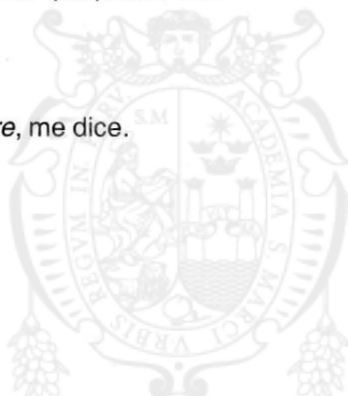 re, me dice.
S.M
ACADEMIA S. MARCI VRBIS REGVM IN PERV